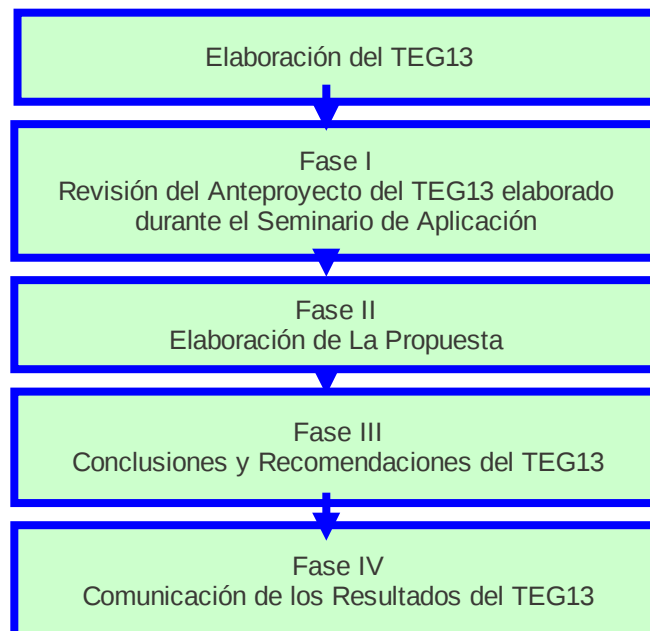 Elaboración del TEG13
Fase I
Revisión del Anteproyecto del TEG13 elaborado
durante el Seminario de Aplicación
Fase II
Elaboración de La Propuesta
Fase III
Conclusiones y Recomendaciones del TEG13
Fase IV
Comunicación de los Resultados del TEG13